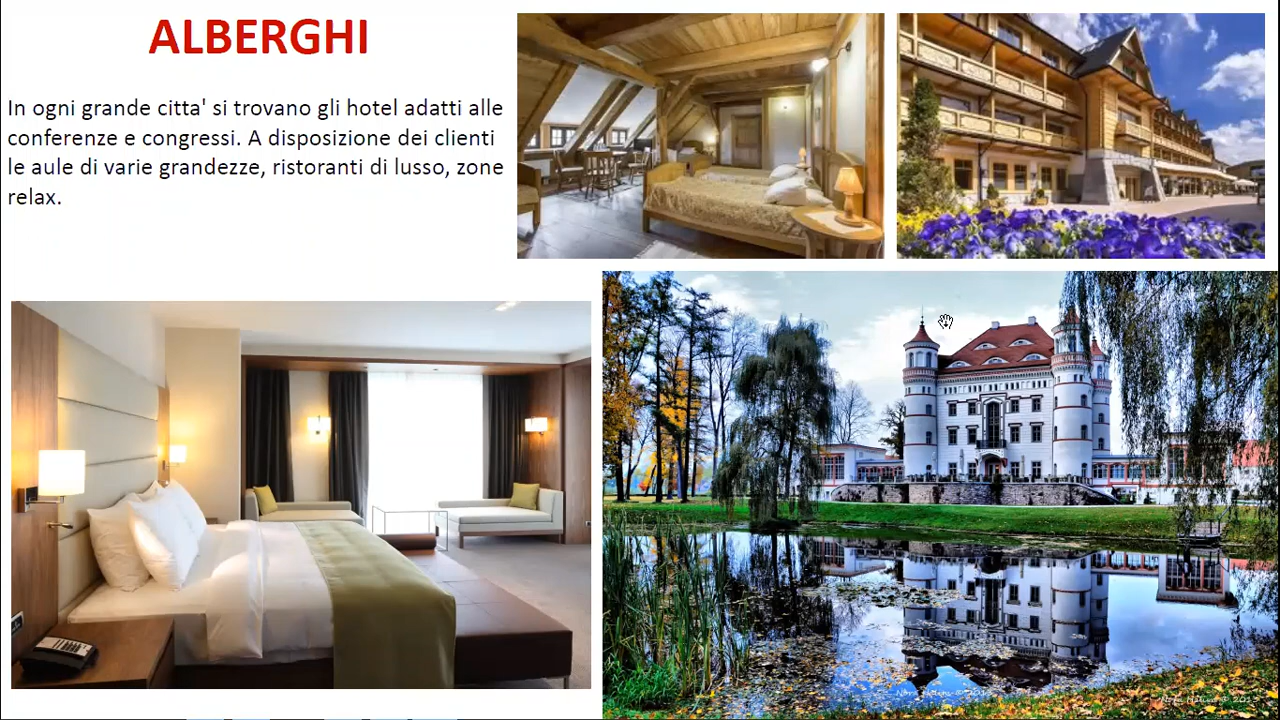 ALBERGHI
In ogni grande citta' si trovano gli hotel adatti alle
conferenze e congressi. A disposizione dei clienti
le aule di varie grandezze, ristoranti di lusso, zone
relax.